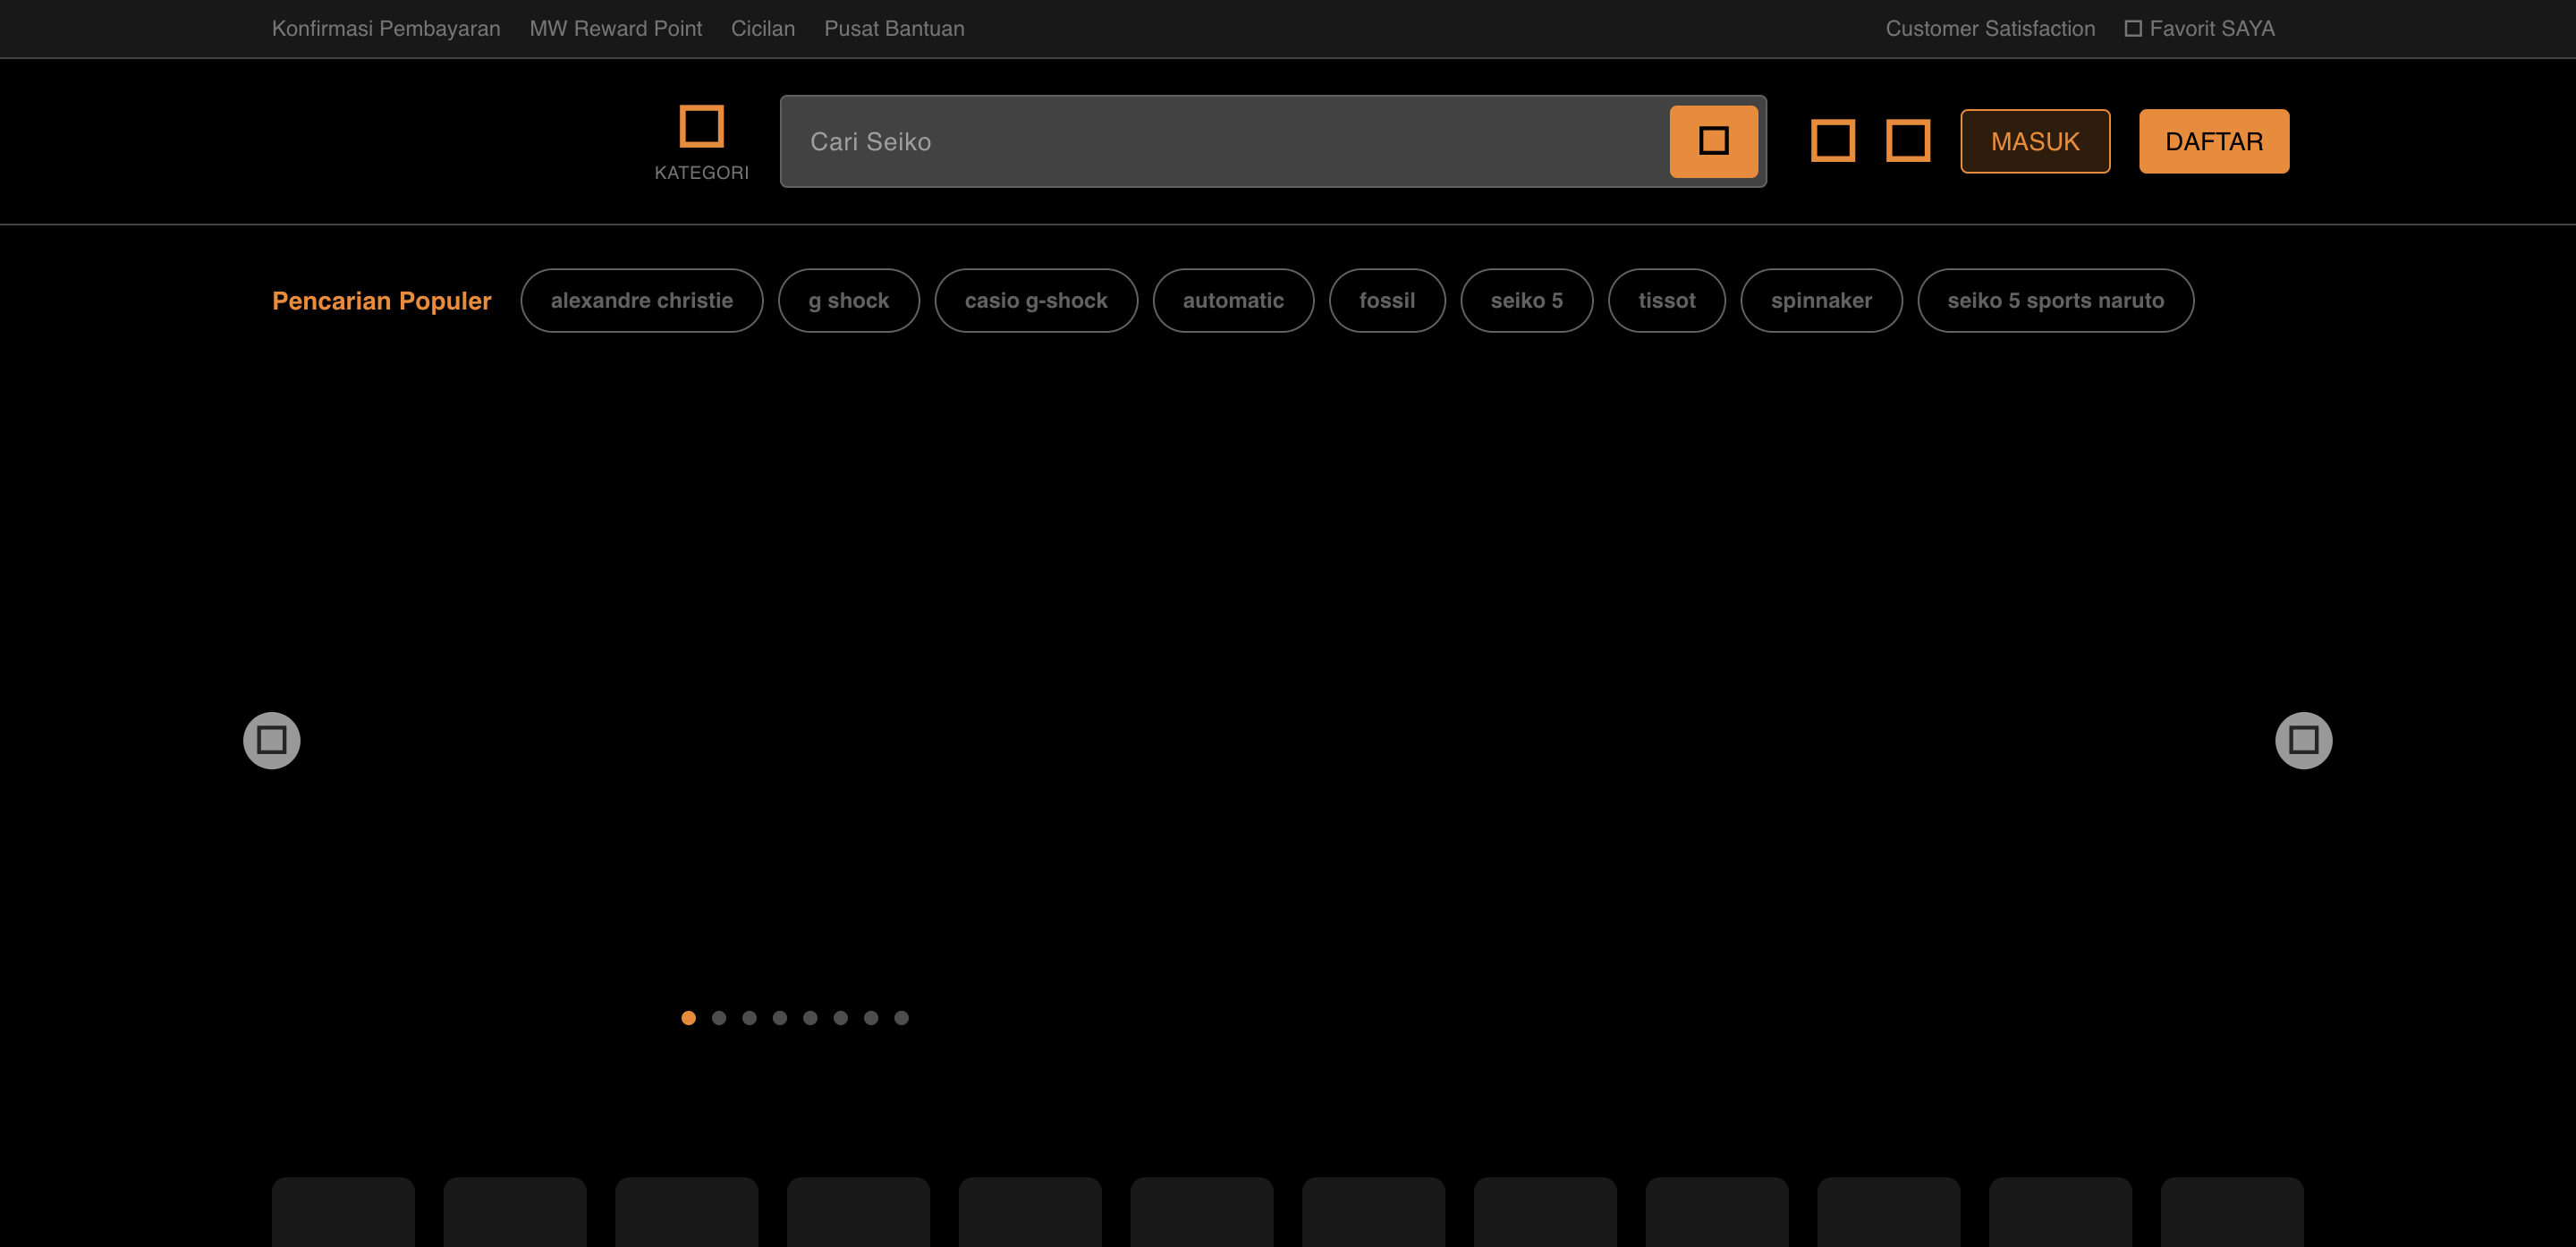 Konfirmasi Pembayaran MW Reward Point Cicilan Pusat Bantuan Customer Satisfaction Favorit SAYA
KATEGORI
Cari Seiko
MASUK
DAFTAR
Pencarian Populer alexandre christie g shock casio g-shock automatic fossil seiko 5 tissot spinnaker seiko 5 sports naruto